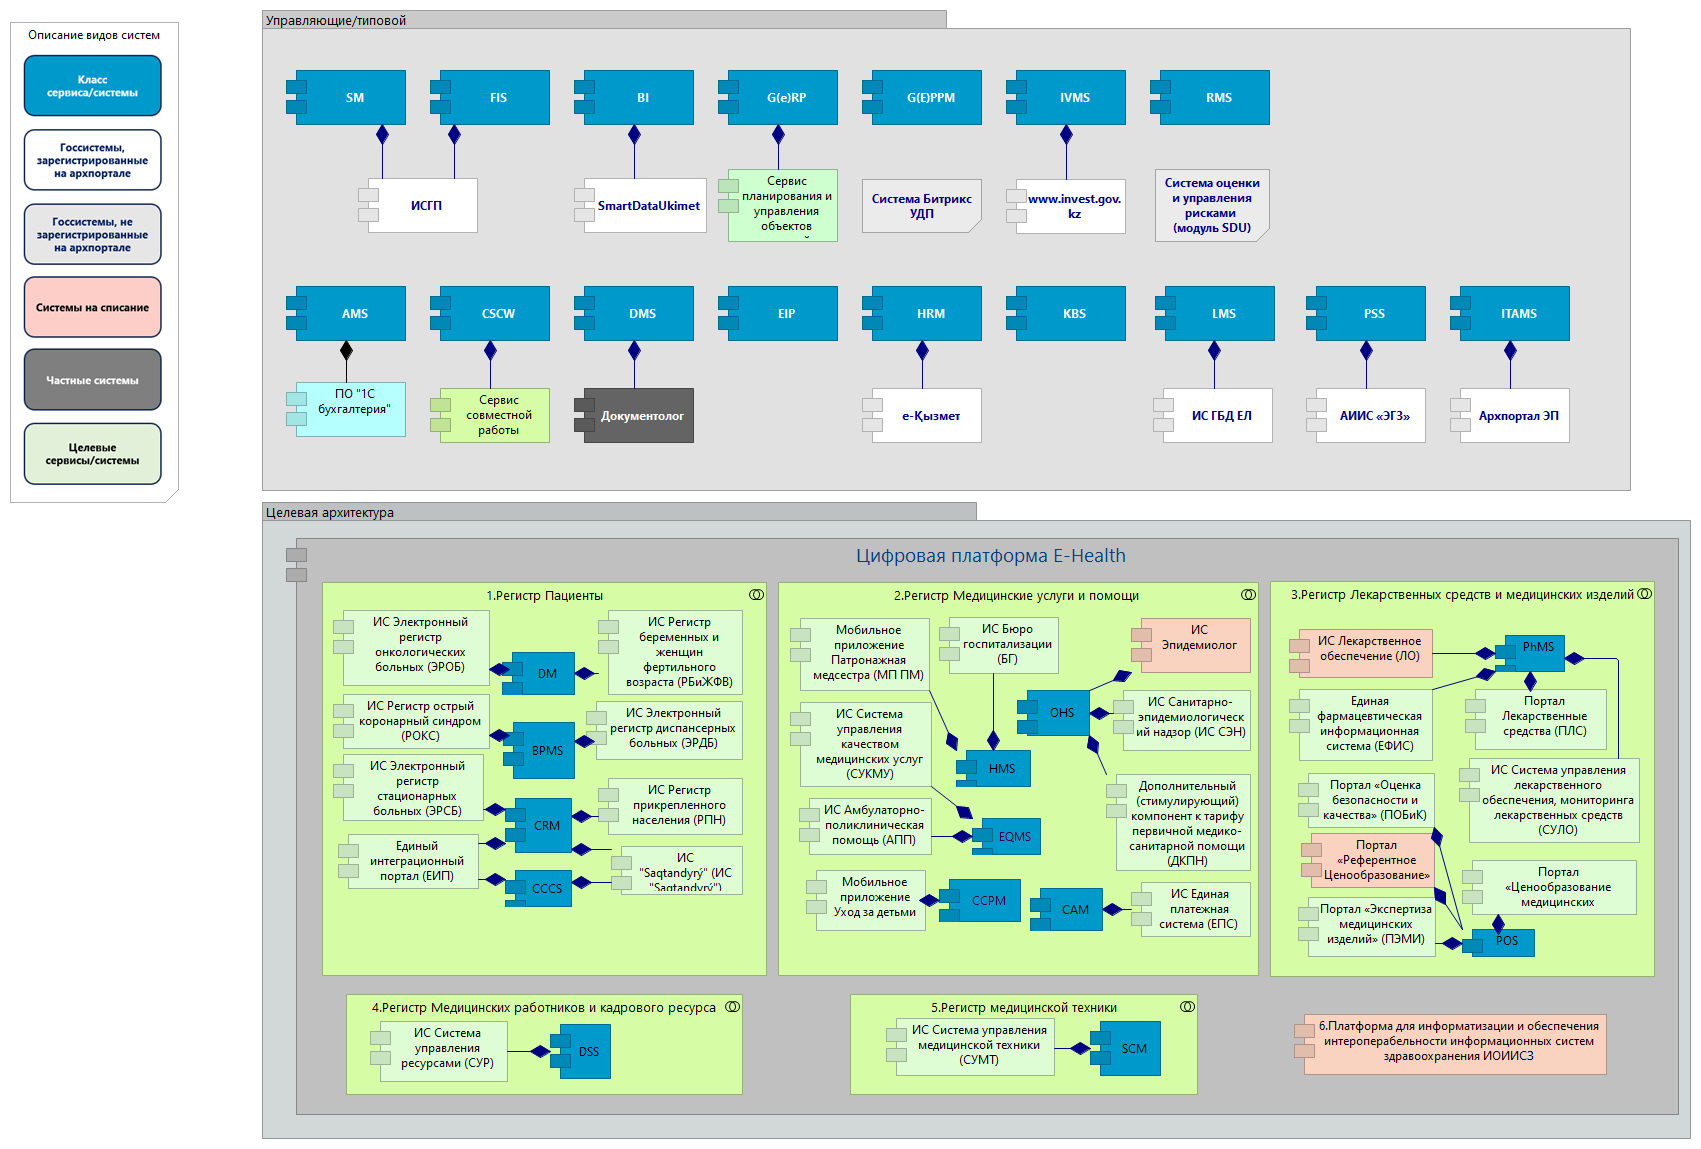 Описание видов систем
Класс
сервиса/системы
Госсистемы,
зарегистрированные
на архпортале
Госсистемы, не
зарегистрированные
на архпортале
Системы на списание
Частные системы
Целевые
сервисы/системы
Управляющие/типовой
SM
FIS
BI
G(e)RP
G(E)PPM
IVMS
RMS
ИСГП
SmartDataUkimet
Сервис
планирования и
управления
объектов
Система Битрикс
УДП
www.invest.gov.
kz
Система оценки
и управления
рисками
(модуль SDU)
AMS
CSCW
DMS
EIP
HRM
KBS
LMS
PSS
ITAMS
ПО "1С
бухгалтерия"
Сервис
совместной
работы
Документолог
е-Қызмет
ИС ГБД ЕЛ
АИИС «ЭГЗ»
Архпортал ЭП
Целевая архитектура
Цифровая платформа E-Health
1.Регистр Пациенты
ИС Электронный
регистр
онкологических
больных (ЭРОБ)
ИС Регистр
беременных и
женщин
фертильного
возраста (РБиЖФВ)
DM
ИС Регистр острый
коронарный синдром
(РОКС)
ИС Электронный
регистр диспансерных
больных (ЭРДБ)
BPMS
ИС Электронный
регистр
стационарных
больных (ЭРСБ)
ИС Регистр
прикрепленного
населения (РПН)
CRM
Единый
интеграционный
портал (ЕИП)
ИС
"Saqtandyrý" (ИС
"Saqtandyrý")
CCCS
2.Регистр Медицинские услуги и помощи
Мобильное
приложение
Патронажная
медсестра (МП ПМ)
ИС Бюро
госпитализации
(БГ)
ИС
Эпидемиолог
OHS
ИС Санитарно-
эпидемиологическ
ий надзор (ИС СЭН)
ИС Система
управления
качеством
медицинских услуг
(СУКМУ)
HMS
Дополнительный
(стимулирующий)
компонент к тарифу
первичной медико-
санитарной помощи
(ДКПН)
ИС Амбулаторно-
поликлиническая
помощь (АПП)
EQMS
Мобильное
приложение
Уход за детьми
CCPM
CAM
ИС Единая
платежная
система (ЕПС)
3.Регистр Лекарственных средств и медицинских изделий
ИС Лекарственное
обеспечение (ЛО)
PhMS
Единая
фармацевтическая
информационная
система (ЕФИС)
Портал
Лекарственные
средства (ПЛС)
Портал «Оценка
безопасности и
качества» (ПОБиК)
ИС Система управления
лекарственного
обеспечения, мониторинга
лекарственных средств
(СУЛО)
Портал
«Референтное
Ценообразование»
Портал
«Ценообразование
медицинских
Портал «Экспертиза
медицинских
изделий» (ПЭМИ)
POS
4.Регистр Медицинских работников и кадрового ресурса
ИС Система
управления
ресурсами (СУР)
DSS
5.Регистр медицинской техники
ИС Система управления
медицинской техники
(СУМТ)
SCM
6.Платформа для информатизации и обеспечения
интероперабельности информационных систем
здравоохранения ИОИИСЗ